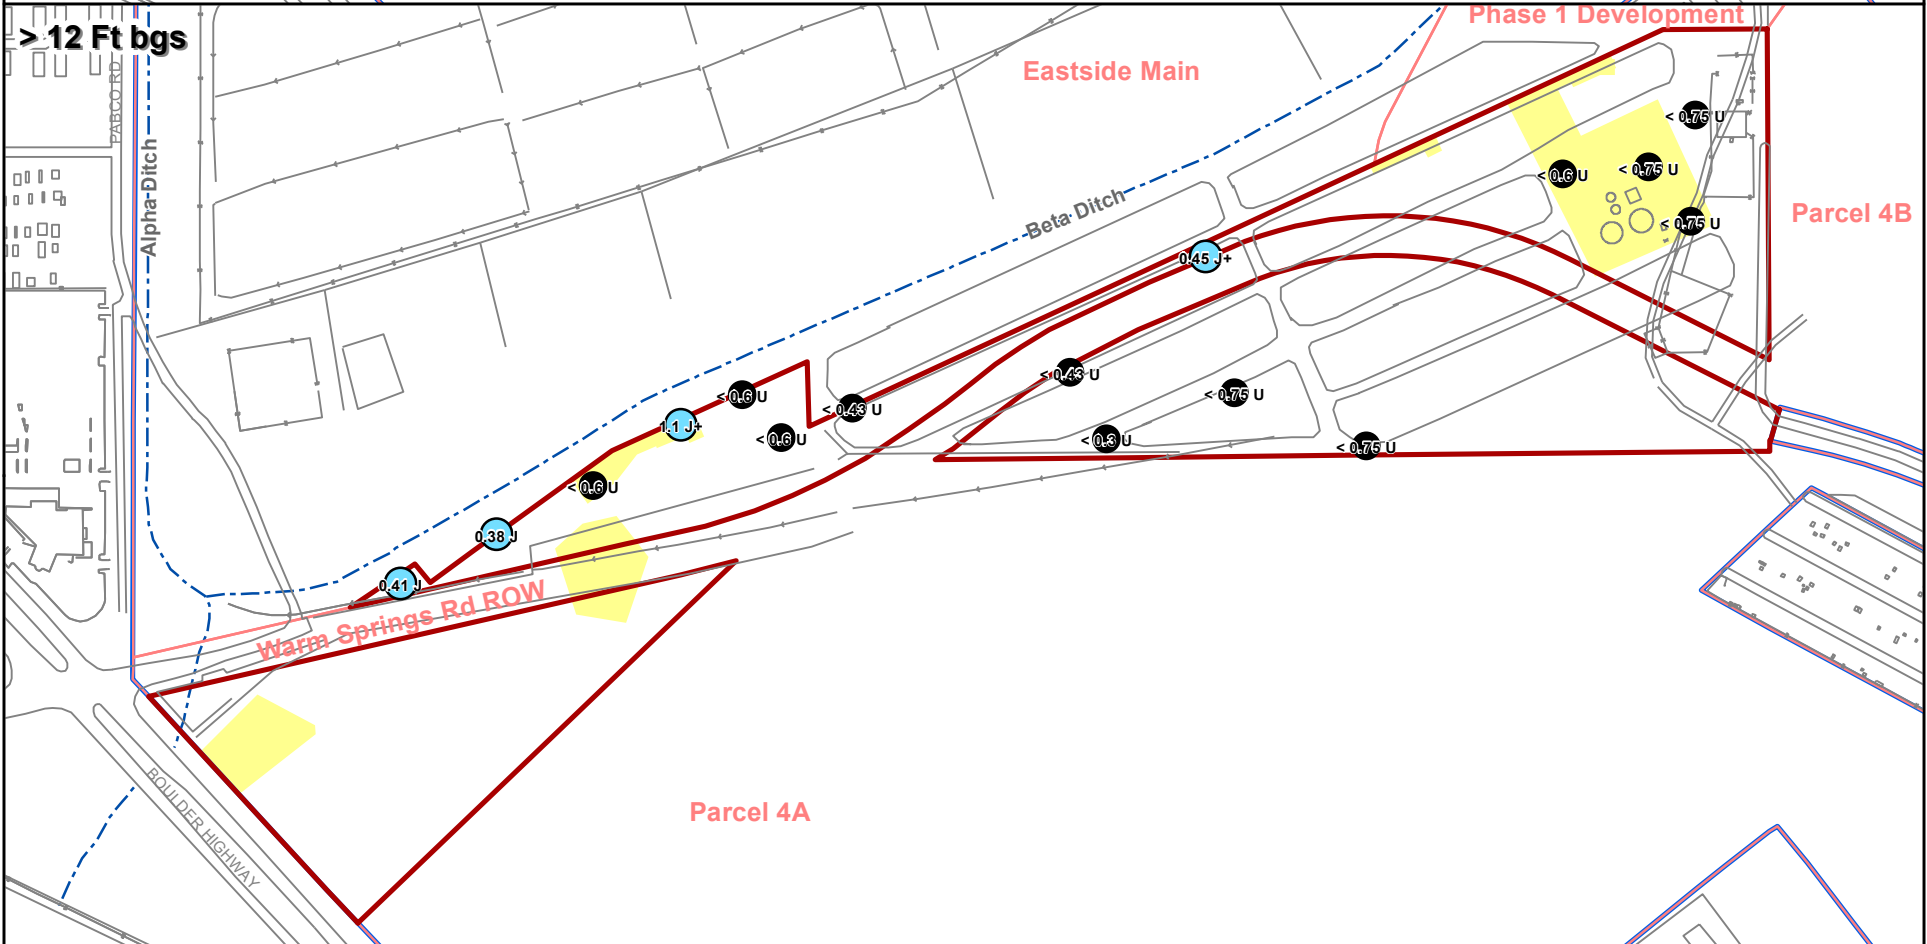 > 12 Ft bgs
Phase 1 Development
Eastside Main
PABCO RD
Alpha Ditch
Beta Ditch
Parcel 4B
< 0.75 U
< 0.6 U
< 0.75 U
< 0.75 U
0.45 J+
< 0.43 U
< 0.75 U
< 0.6 U
< 0.43 U
1.1 J+
< 0.6 U
< 0.3 U
< 0.75 U
< 0.6 U
0.38 J
0.41 J
Warm Springs Rd ROW
BOULDER HIGHWAY
Parcel 4A